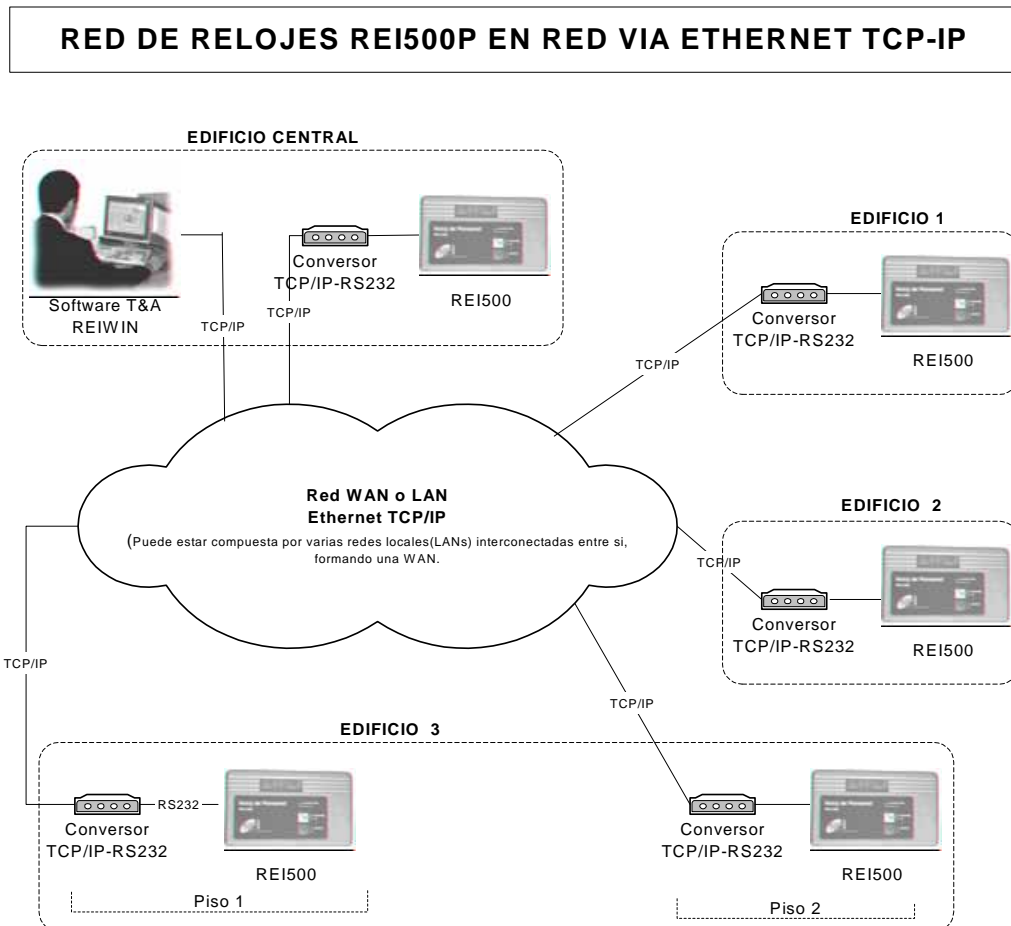 RED DE RELOJES REI500P EN RED VIA ETHERNET TCP-IP
EDIFICIO CENTRAL
Software T&A
REIWIN
TCP/IP
TCP/IP
Conversor
TCP/IP-RS232
REI500
EDIFICIO 1
Conversor
TCP/IP-RS232
REI500
TCP/IP
Red WAN o LAN
Ethernet TCP/IP
(Puede estar compuesta por varias redes locales(LANs) interconectadas entre si,
formando una WAN.
EDIFICIO 2
TCP/IP
Conversor
TCP/IP-RS232
REI500
TCP/IP
TCP/IP
EDIFICIO 3
RS232
Conversor
TCP/IP-RS232
REI500
Piso 1
Conversor
TCP/IP-RS232
REI500
Piso 2